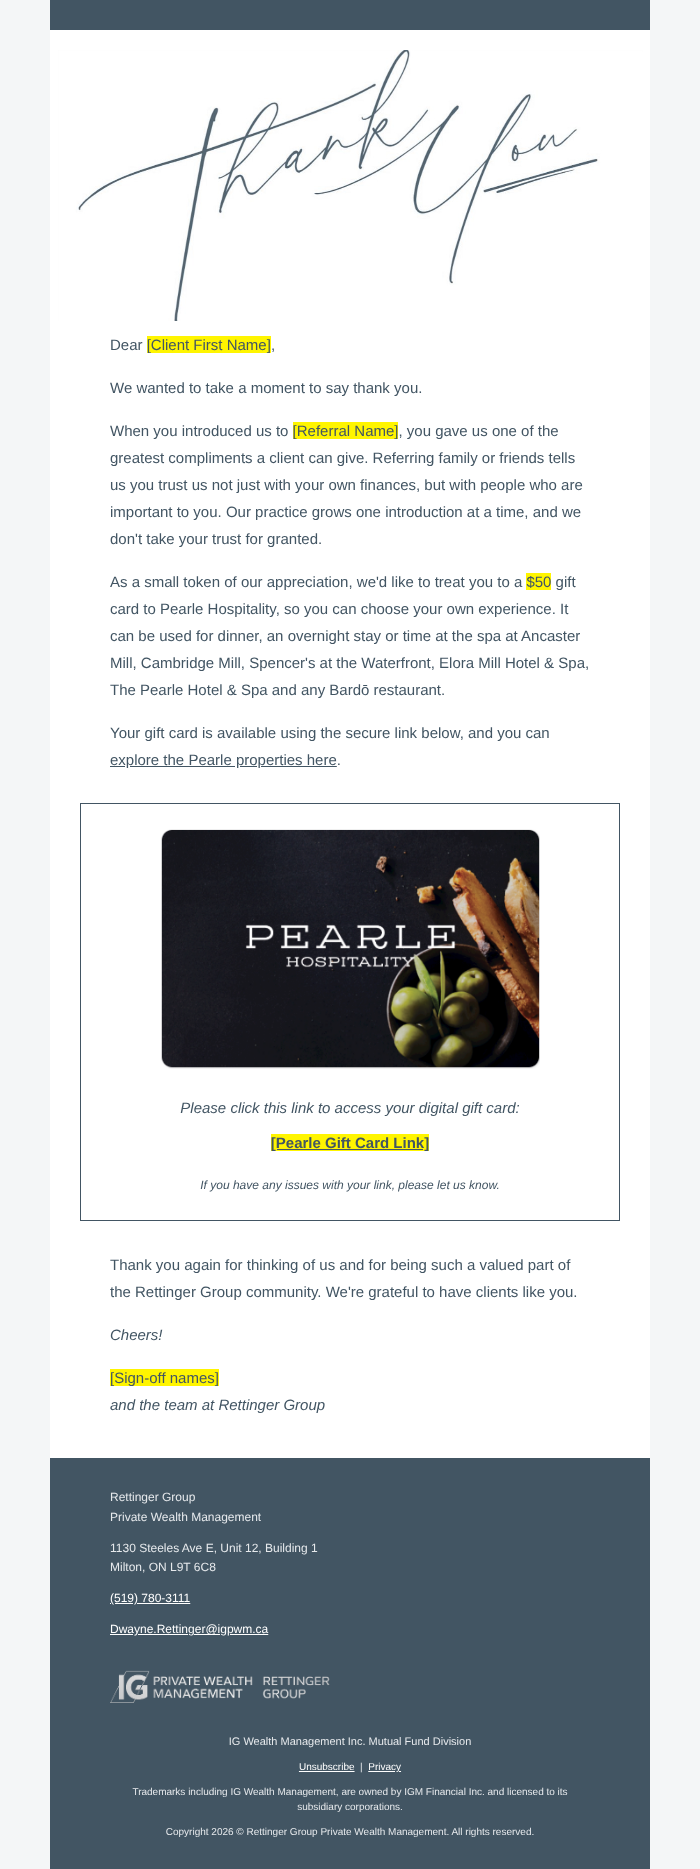 Thank You
Dear [Client First Name],
We wanted to take a moment to say thank you.
When you introduced us to [Referral Name], you gave us one of the
greatest compliments a client can give. Referring family or friends tells
us you trust us not just with your own finances, but with people who are
important to you. Our practice grows one introduction at a time, and we
don't take your trust for granted.
As a small token of our appreciation, we'd like to treat you to a $50 gift
card to Pearle Hospitality, so you can choose your own experience. It
can be used for dinner, an overnight stay or time at the spa at Ancaster
Mill, Cambridge Mill, Spencer's at the Waterfront, Elora Mill Hotel & Spa,
The Pearle Hotel & Spa and any Bardō restaurant.
Your gift card is available using the secure link below, and you can
explore the Pearle properties here.
PEARLE
HOSPITALITY
Please click this link to access your digital gift card:
[Pearle Gift Card Link]
If you have any issues with your link, please let us know.
Thank you again for thinking of us and for being such a valued part of
the Rettinger Group community. We're grateful to have clients like you.
Cheers!
[Sign-off names]
and the team at Rettinger Group
Rettinger Group
Private Wealth Management
1130 Steeles Ave E, Unit 12, Building 1
Milton, ON L9T 6C8
(519) 780-3111
Dwayne.Rettinger@igpwm.ca
IG PRIVATE WEALTH MANAGEMENT RETTINGER GROUP
IG Wealth Management Inc. Mutual Fund Division
Unsubscribe | Privacy
Trademarks including IG Wealth Management, are owned by IGM Financial Inc. and licensed to its
subsidiary corporations.
Copyright 2026 © Rettinger Group Private Wealth Management. All rights reserved.